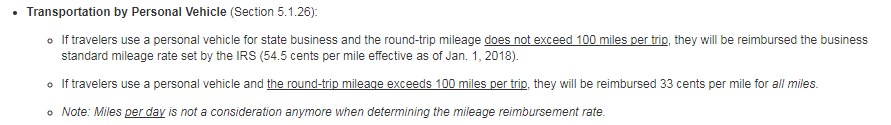 • Transportation by Personal Vehicle (Section 5.1.26):
○ If travelers use a personal vehicle for state business and the round-trip mileage does not exceed 100 miles per trip, they will be reimbursed the business
standard mileage rate set by the IRS (54.5 cents per mile effective as of Jan. 1, 2018).
○ If travelers use a personal vehicle and the round-trip mileage exceeds 100 miles per trip, they will be reimbursed 33 cents per mile for all miles.
○ Note: Miles per day is not a consideration anymore when determining the mileage reimbursement rate.